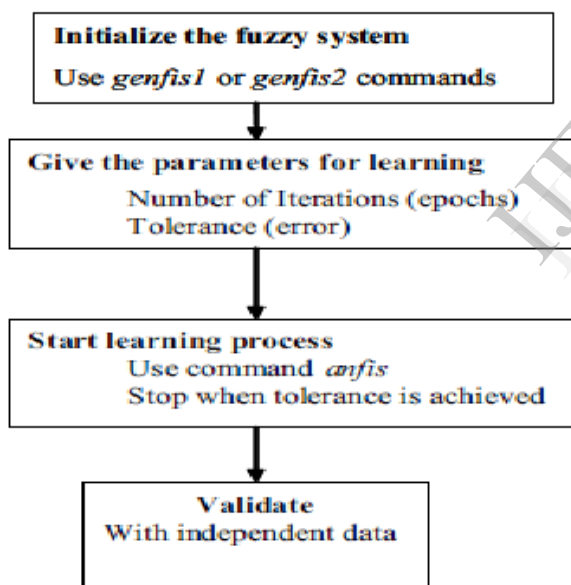 Initialize the fuzzy system
Use genfis1 or genfis2 commands
Give the parameters for learning
Number of Iterations (epochs)
Tolerance (error)
Start learning process
Use command anfis
Stop when tolerance is achieved
Validate
With independent data